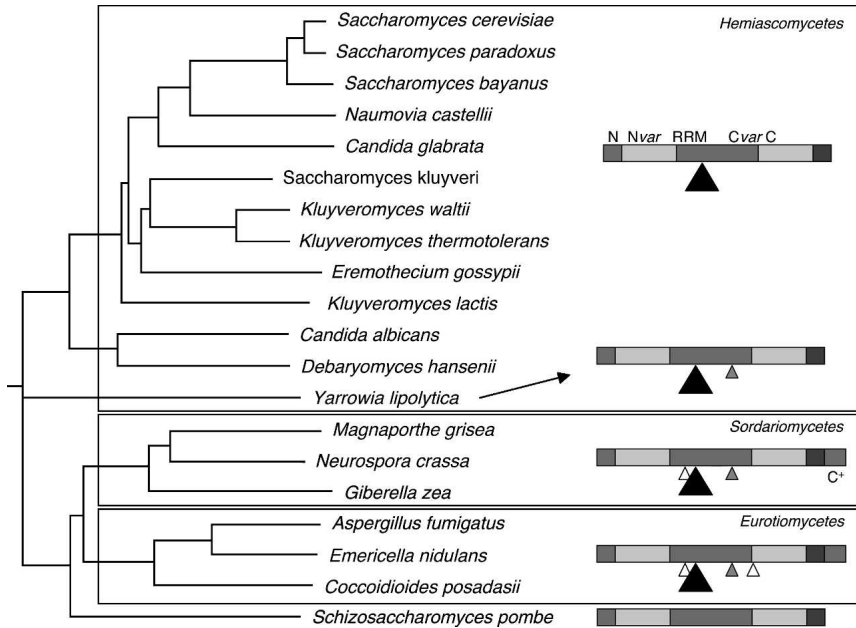 Saccharomyces cerevisiae
Hemiascomycetes
Saccharomyces paradoxus
Saccharomyces bayanus
Naumovia castellii
N Nvar RRM Cvar C
Candida glabrata
Saccharomyces kluyveri
Kluyveromyces waltii
Kluyveromyces thermotolerans
Eremothecium gossypii
Kluyveromyces lactis
Candida albicans
Debaryomyces hansenii
Yarrowia lipolytica
Magnaporthe grisea
Sordariomycetes
Neurospora crassa
C+
Giberella zea
Aspergillus fumigatus
Eurotiomycetes
Emericella nidulans
Coccoidioides posadasii
Schizosaccharomyces pombe